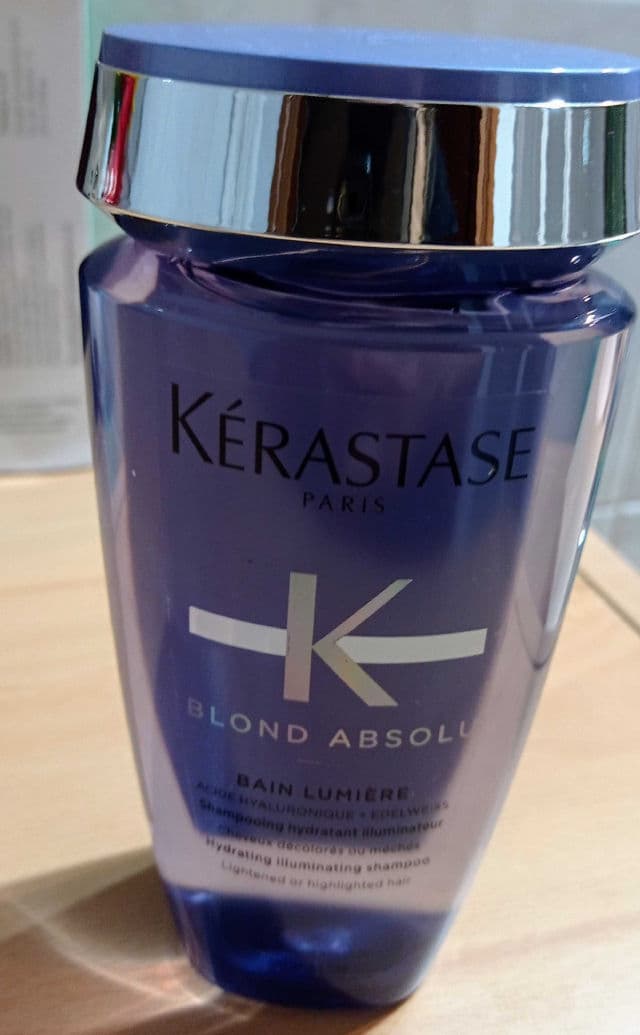 KÉRASTASE
PARIS
K
BLOND ABSOLU
BAIN LUMIÈRE
ACIDE HYALURONIQUE + EDELWEISS
Shampooing hydratant illuminateur
Cheveux décolorés ou méchés
Hydrating illuminating shampoo
Lightened or highlighted hair